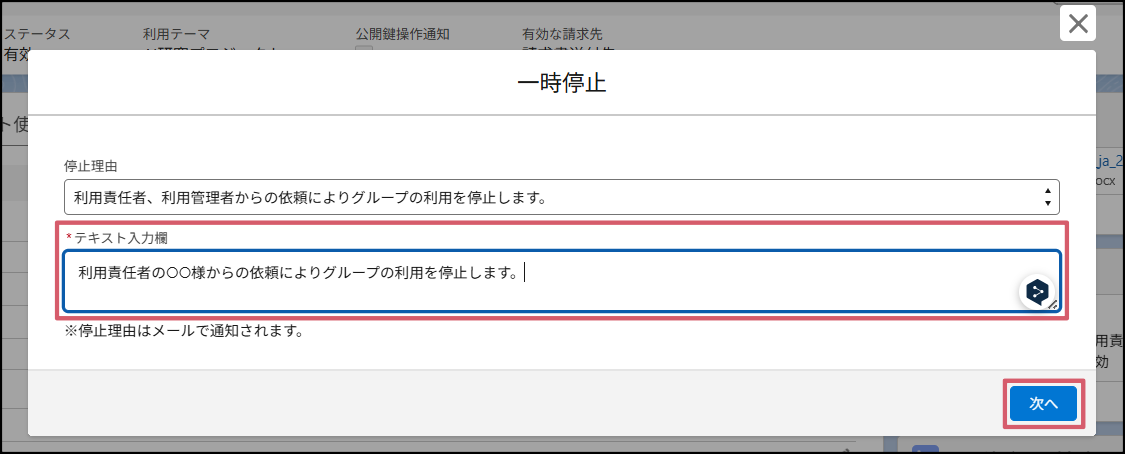 ステータス 利用テーマ 公開鍵操作通知 有効な請求先
有効
一時停止
ト使
停止理由
_ja_2
利用責任者、利用管理者からの依頼によりグループの利用を停止します。
ocx
*テキスト入力欄
利用責任者の〇〇様からの依頼によりグループの利用を停止します。
※停止理由はメールで通知されます。
用責
効
次へ